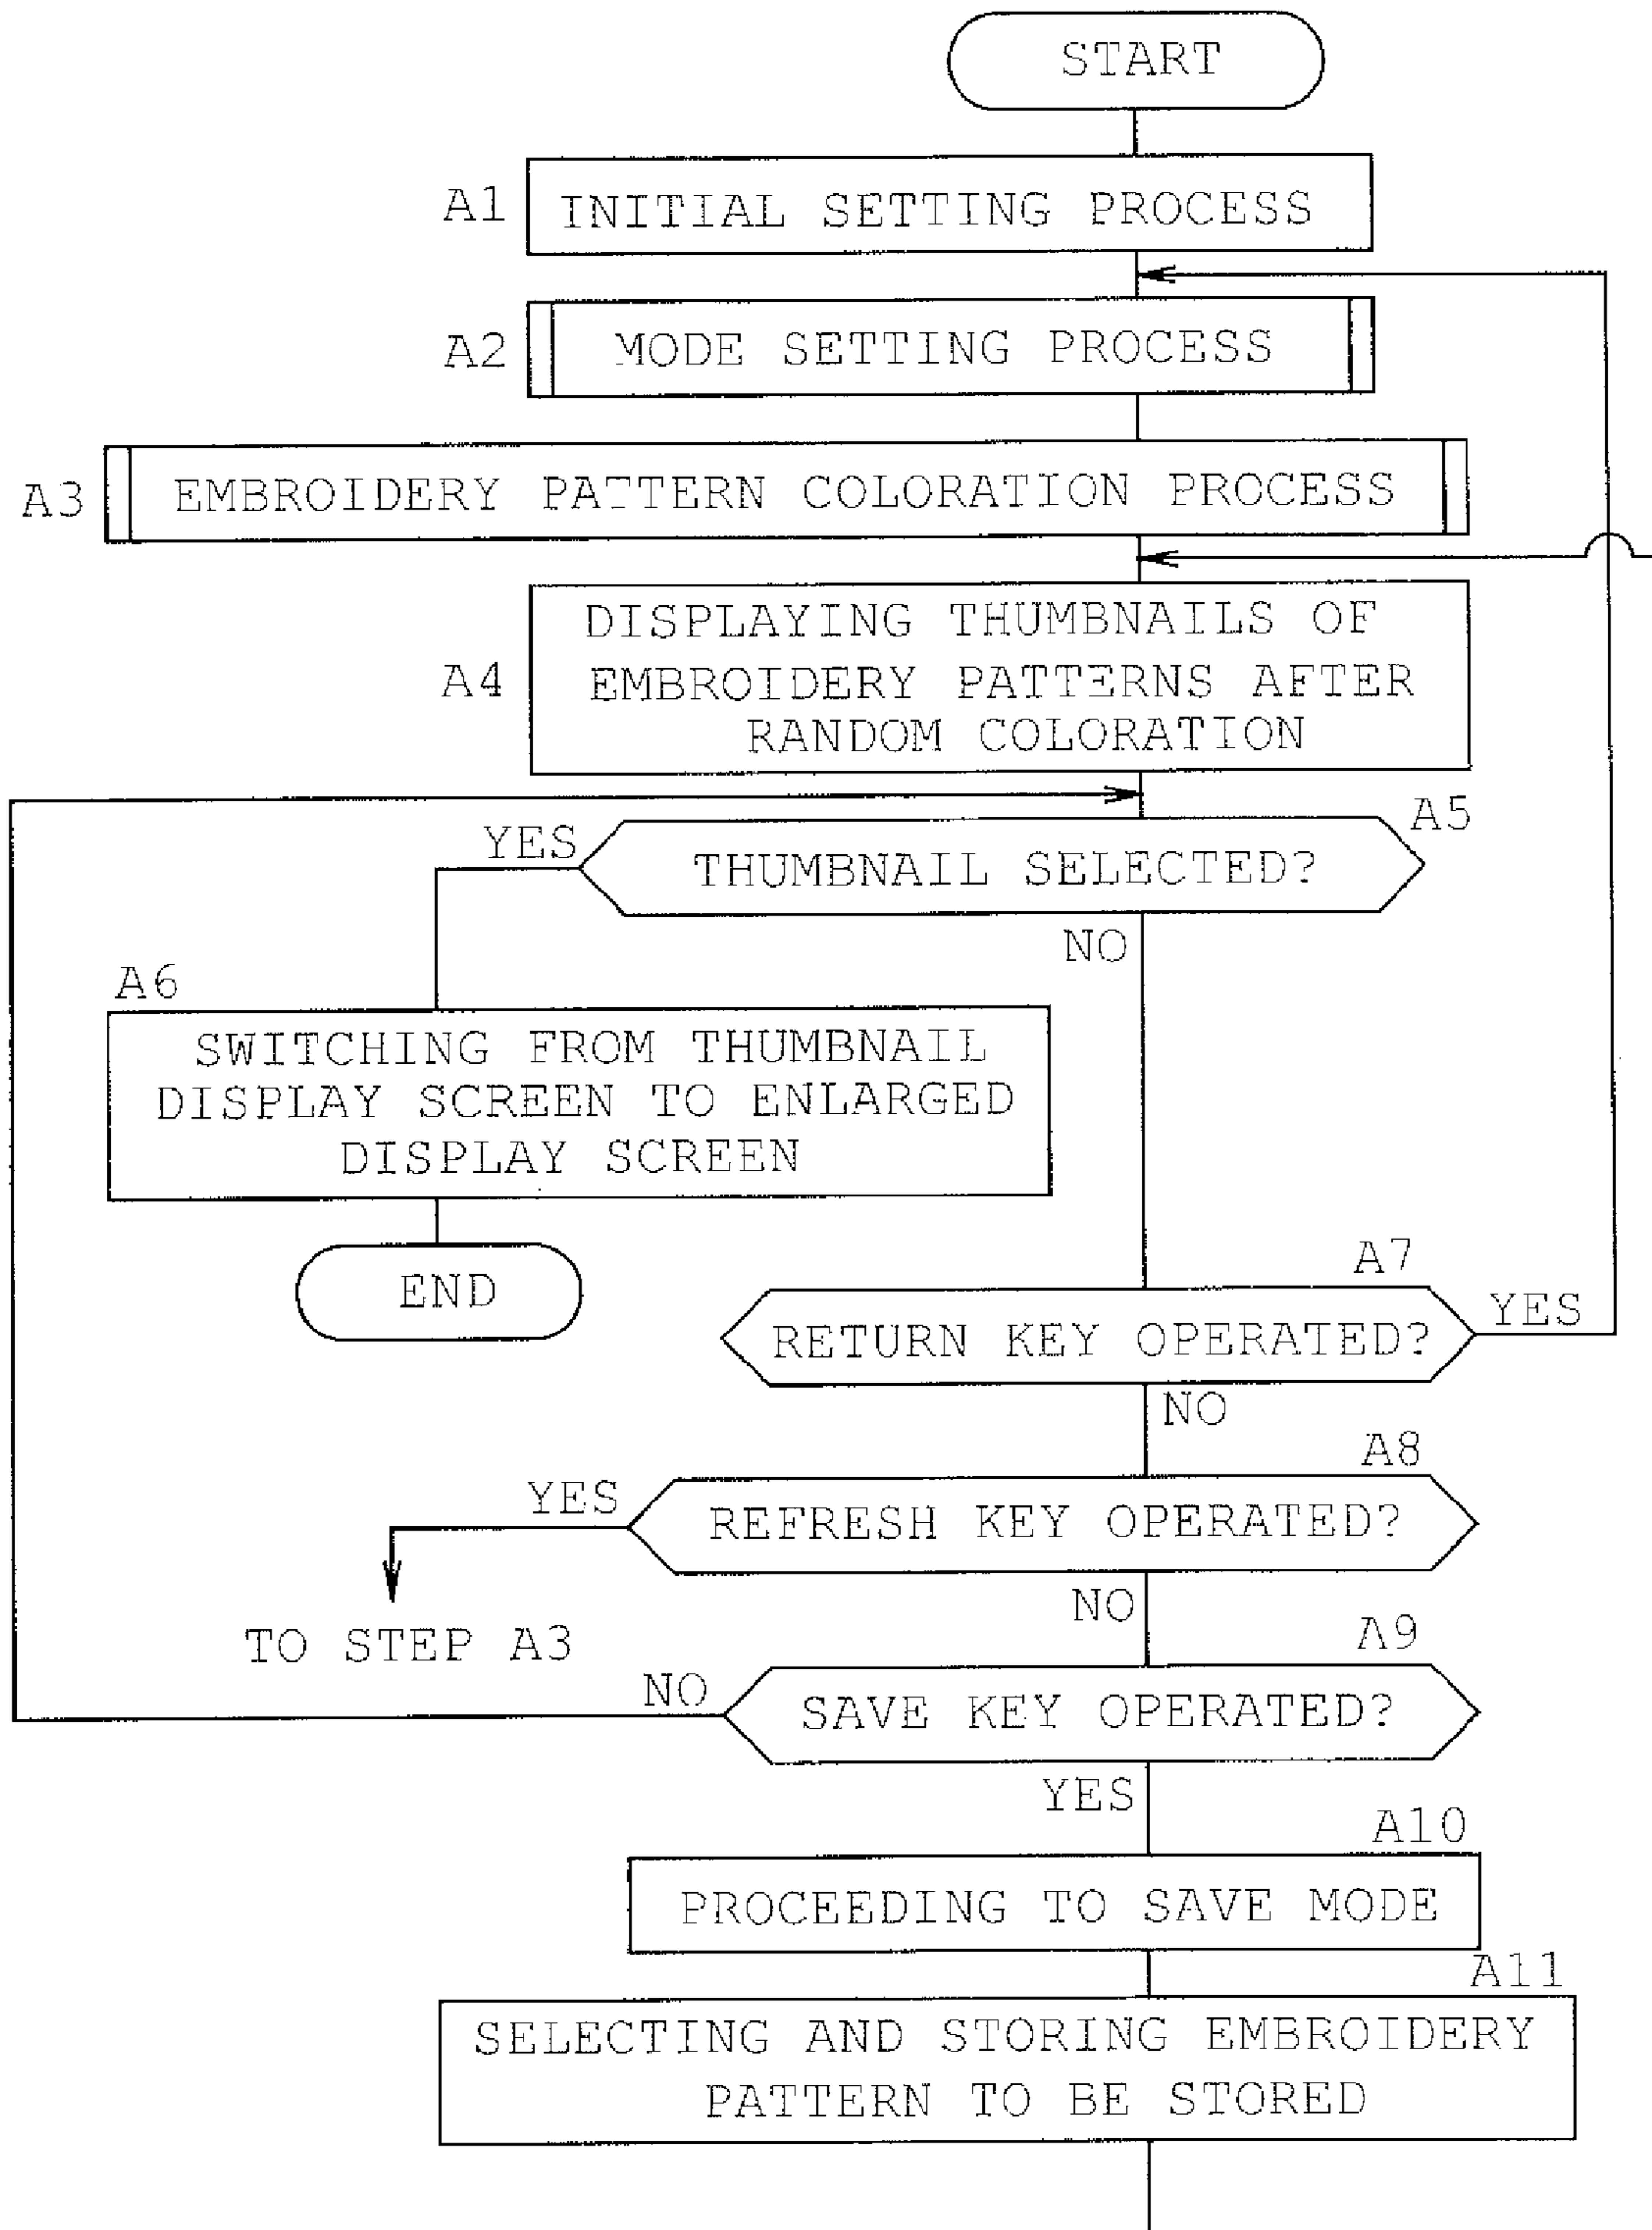 START
A1
INITIAL SETTING PROCESS
A2
MODE SETTING PROCESS
A3
EMBROIDERY PATTERN COLORATION PROCESS
A4
DISPLAYING THUMBNAILS OF
EMBROIDERY PATTERNS AFTER
RANDOM COLORATION
A5
YES
THUMBNAIL SELECTED?
NO
A6
SWITCHING FROM THUMBNAIL
DISPLAY SCREEN TO ENLARGED
DISPLAY SCREEN
END
A7
RETURN KEY OPERATED?
YES
NO
A8
YES
REFRESH KEY OPERATED?
NO
TO STEP A3
A9
NO
SAVE KEY OPERATED?
YES
A10
PROCEEDING TO SAVE MODE
A11
SELECTING AND STORING EMBROIDERY
PATTERN TO BE STORED